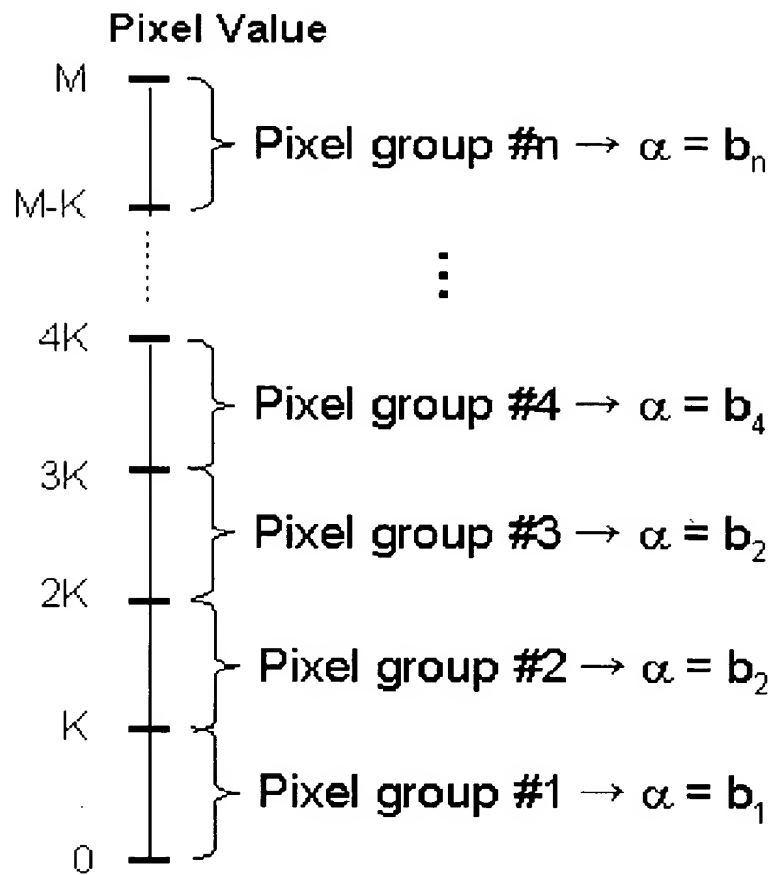 Pixel Value
M
Pixel group #n → α = bₙ
M-K
⋮
4K
Pixel group #4 → α = b₄
3K
Pixel group #3 → α = b₂
2K
Pixel group #2 → α = b₂
K
Pixel group #1 → α = b₁
0